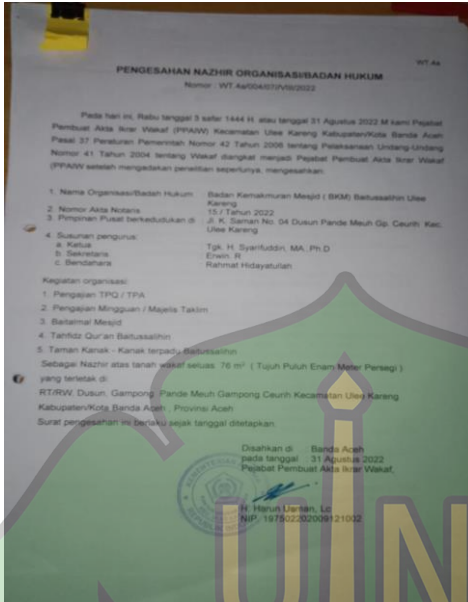 WT 4a
PENGESAHAN NAZHIR ORGANISASI/BADAN HUKUM
Nomor : WT.4a/004/07/VIII/2022
Pada hari ini, Rabu tanggal 3 safar 1444 H. atau tanggal 31 Agustus 2022 M kami Pejabat
Pembuat Akta Ikrar Wakaf (PPAIW) Kecamatan Ulee Kareng Kabupaten/Kota Banda Aceh
Pasal 37 Peraturan Pemerintah Nomor 42 Tahun 2006 tentang Pelaksanaan Undang-Undang
Nomor 41 Tahun 2004 tentang Wakaf diangkat menjadi Pejabat Pembuat Akta Ikrar Wakaf
(PPAIW setelah mengadakan penelitian seperlunya, mengesahkan.
1. Nama Organisasi/Badah Hukum Badan Kemakmuran Mesjid ( BKM) Baitussalihin Ulee
Kareng
2. Nomor Akta Notaris 15 / Tahun 2022
3. Pimpinan Pusat berkedudukan di Jl. K. Saman No. 04 Dusun Pande Meuh Gp. Ceurih Kec.
Ulee Kareng
4. Susunan pengurus:
a. Ketua Tgk. H. Syarifuddin, MA, Ph.D
b. Sekretaris Erwin. R
c. Bendahara Rahmat Hidayatullah
Kegiatan organisasi:
1. Pengajian TPQ / TPA
2. Pengajian Mingguan / Majelis Taklim
3. Baitalmal Mesjid
4. Tahfidz Qur'an Baitussalihin
5. Taman Kanak - Kanak terpadu Baitussalihin
Sebagai Nazhir atas tanah wakaf seluas 76 m² ( Tujuh Puluh Enam Meter Persegi )
yang terletak di:
RT/RW, Dusun, Gampong Pande Meuh Gampong Ceurih Kecamatan Ulee Kareng
Kabupaten/Kota Banda Aceh , Provinsi Aceh
Surat pengesahan ini berlaku sejak tanggal ditetapkan.
Disahkan di : Banda Aceh
pada tanggal : 31 Agustus 2022
Pejabat Pembuat Akta Ikrar Wakaf,
H. Harun Usman, Lc
NIP. 197502202009121002
UIN